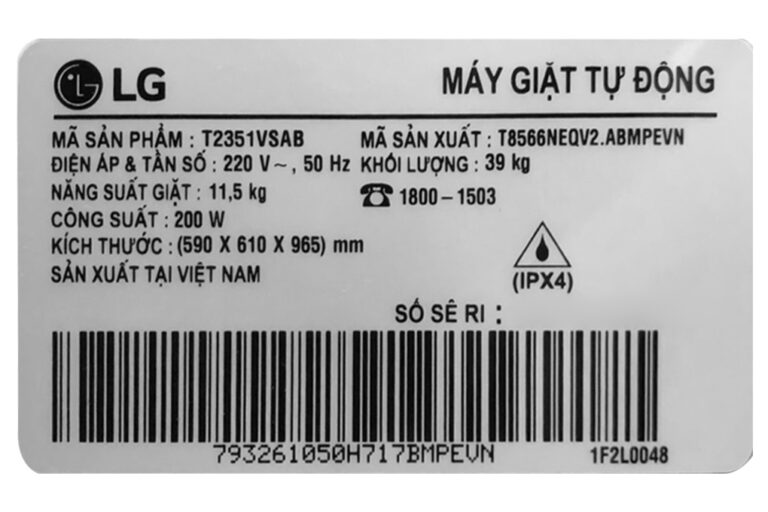 LG MÁY GIẶT TỰ ĐỘNG
MÃ SẢN PHẨM : T2351VSAB MÃ SẢN XUẤT : T8566NEQV2.ABMPEVN
ĐIỆN ÁP & TẦN SỐ : 220 V~, 50 Hz KHỐI LƯỢNG : 39 kg
NĂNG SUẤT GIẶT : 11,5 kg ☎ 1800-1503
CÔNG SUẤT : 200 W
KÍCH THƯỚC : (590 X 610 X 965) mm
SẢN XUẤT TẠI VIỆT NAM
(IPX4)
SỐ SÊ RI :
793261050H717BMPEVN 1F2L0048